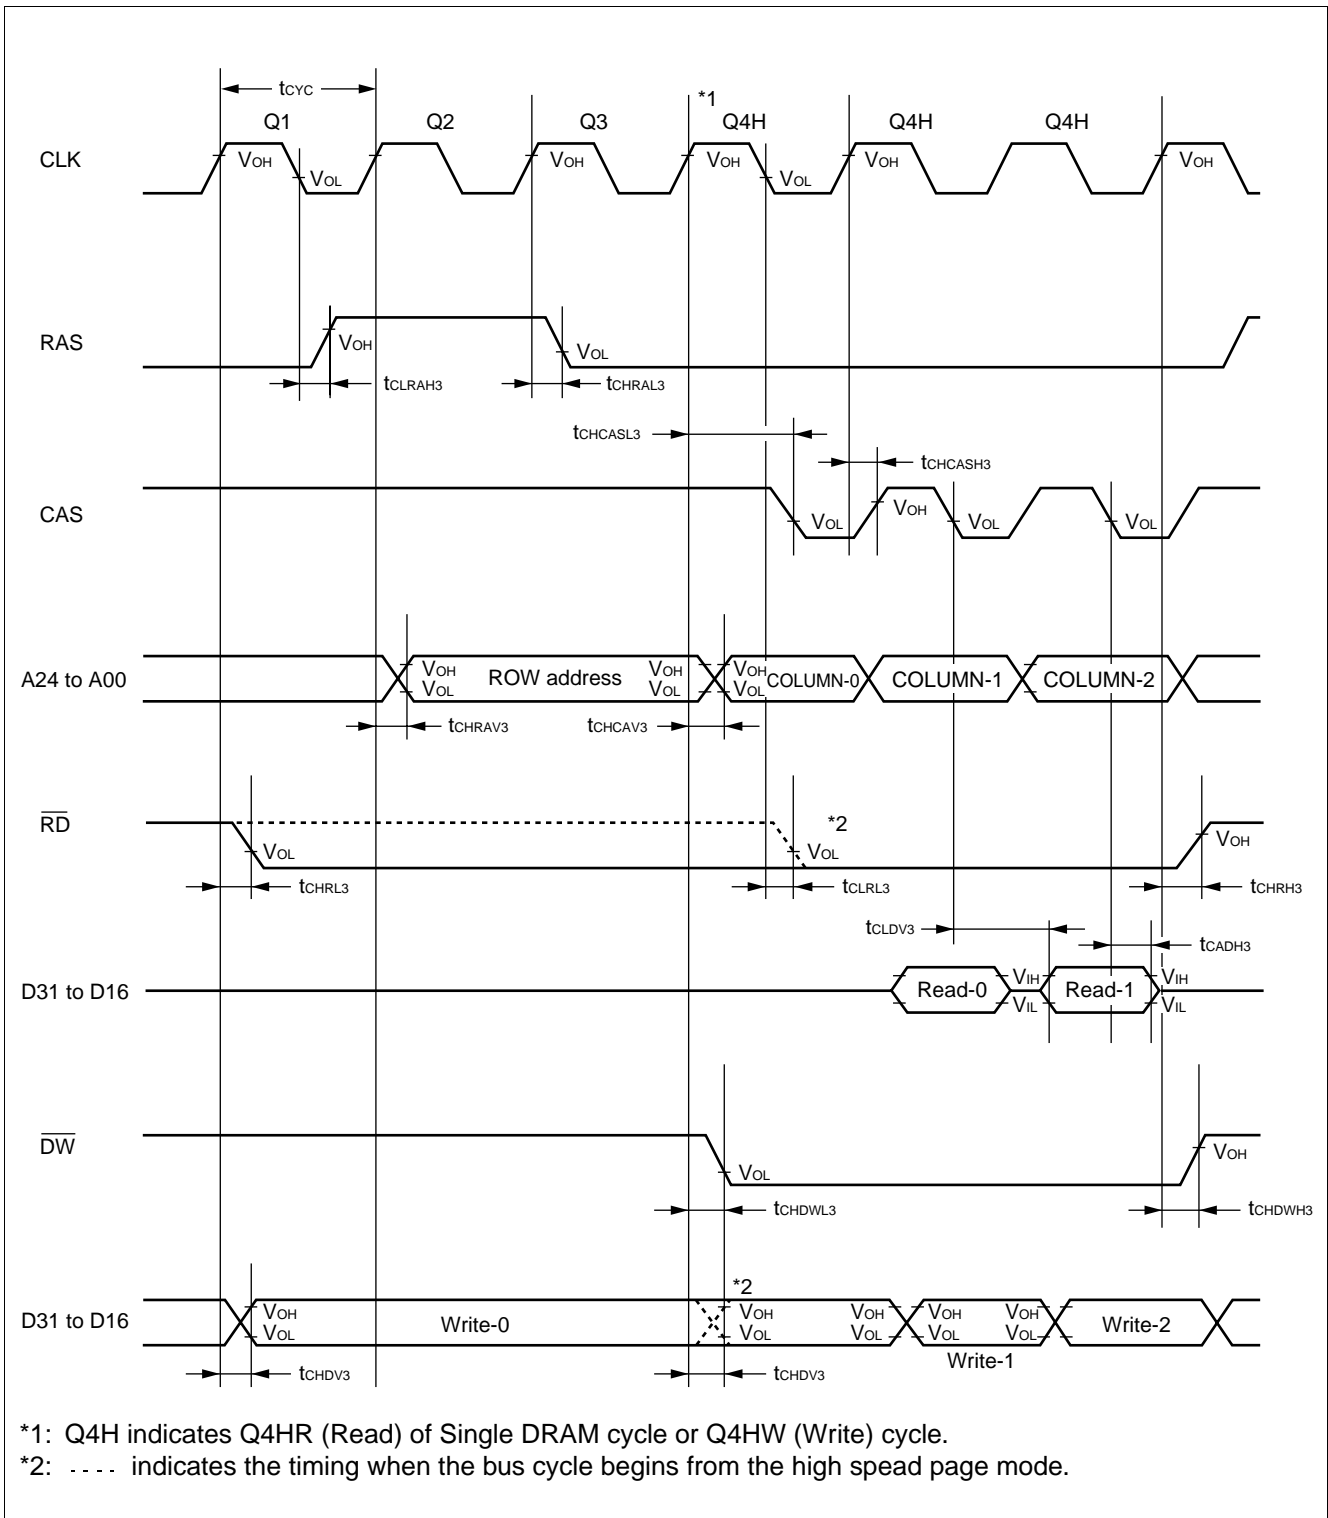 tCYC
*1
Q1 Q2 Q3 Q4H Q4H Q4H
CLK VOH VOL VOH VOH VOL VOH VOH
RAS VOH VOL
tCLRAH3 tCHRAL3
tCHCASL3
tCHCASH3
CAS VOL VOH VOL VOL
A24 to A00 VOH VOL ROW address VOH VOL VOH VOL COLUMN-0 COLUMN-1 COLUMN-2
tCHRAV3 tCHCAV3
RD VOL *2 VOL VOH
tCHRL3 tCLRL3 tCHRH3
tCLDV3 tCADH3
D31 to D16 Read-0 VIH VIL Read-1 VIH VIL
DW VOL VOH
tCHDWL3 tCHDWH3
*2
D31 to D16 VOH VOL Write-0 VOH VOL VOH VOL VOH VOL VOH VOL Write-2
Write-1
tCHDV3 tCHDV3
*1: Q4H indicates Q4HR (Read) of Single DRAM cycle or Q4HW (Write) cycle.
*2: ---- indicates the timing when the bus cycle begins from the high spead page mode.